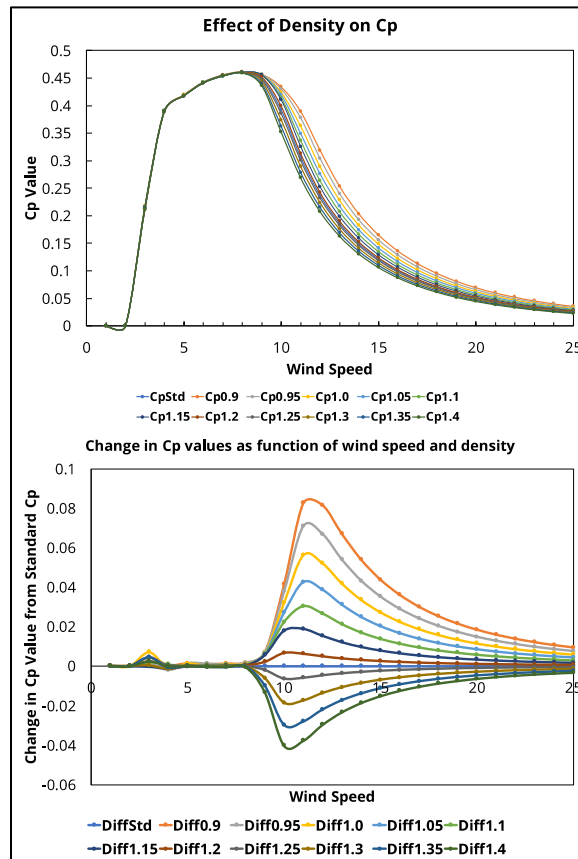 Effect of Density on Cp
0.5
0.45
0.4
0.35
0.3
0.25
0.2
0.15
0.1
0.05
0
Cp Value
0 5 10 15 20 25
Wind Speed
CpStd Cp0.9 Cp0.95 Cp1.0 Cp1.05 Cp1.1
Cp1.15 Cp1.2 Cp1.25 Cp1.3 Cp1.35 Cp1.4
Change in Cp values as function of wind speed and density
0.1
0.08
0.06
0.04
0.02
0
-0.02
-0.04
-0.06
Change in Cp Value from Standard Cp
0 5 10 15 20 25
Wind Speed
DiffStd Diff0.9 Diff0.95 Diff1.0 Diff1.05 Diff1.1
Diff1.15 Diff1.2 Diff1.25 Diff1.3 Diff1.35 Diff1.4